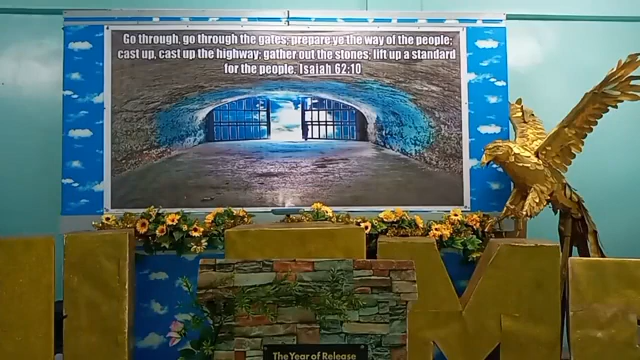 Go through, go through the gates; prepare ye the way of the people;
cast up, cast up the highway; gather out the stones; lift up a standard
for the people. Isaiah 62:10
M
The Year of Release